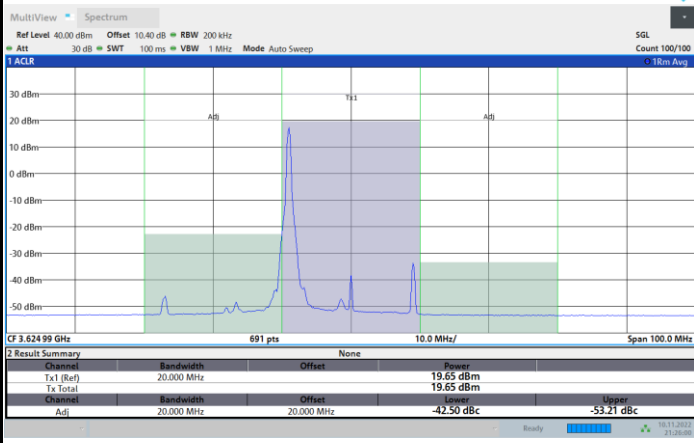 MultiView Spectrum
Ref Level 40.00 dBm Offset 10.40 dB RBW 200 kHz SGL
Att 30 dB SWT 100 ms VBW 1 MHz Mode Auto Sweep Count 100/100
1 ACLR 1Rm Avg
30 dBm
Tx1
20 dBm Adj Adj
10 dBm
0 dBm
-10 dBm
-20 dBm
-30 dBm
-40 dBm
-50 dBm
CF 3.62499 GHz 691 pts 10.0 MHz/ Span 100.0 MHz
2 Result Summary None
Channel Bandwidth Offset Power
Tx1 (Ref) 20.000 MHz 19.65 dBm
Tx Total 19.65 dBm
Channel Bandwidth Offset Lower Upper
Adj 20.000 MHz 20.000 MHz -42.50 dBc -53.21 dBc
Ready